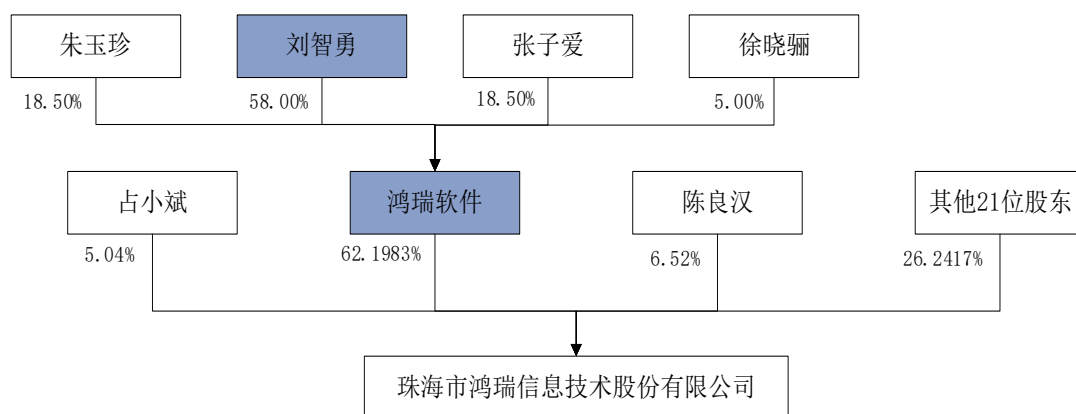 朱玉珍
刘智勇
张子爱
徐晓骊
18.50%
58.00%
18.50%
5.00%
占小斌
鸿瑞软件
陈良汉
其他21位股东
5.04%
62.1983%
6.52%
26.2417%
珠海市鸿瑞信息技术股份有限公司